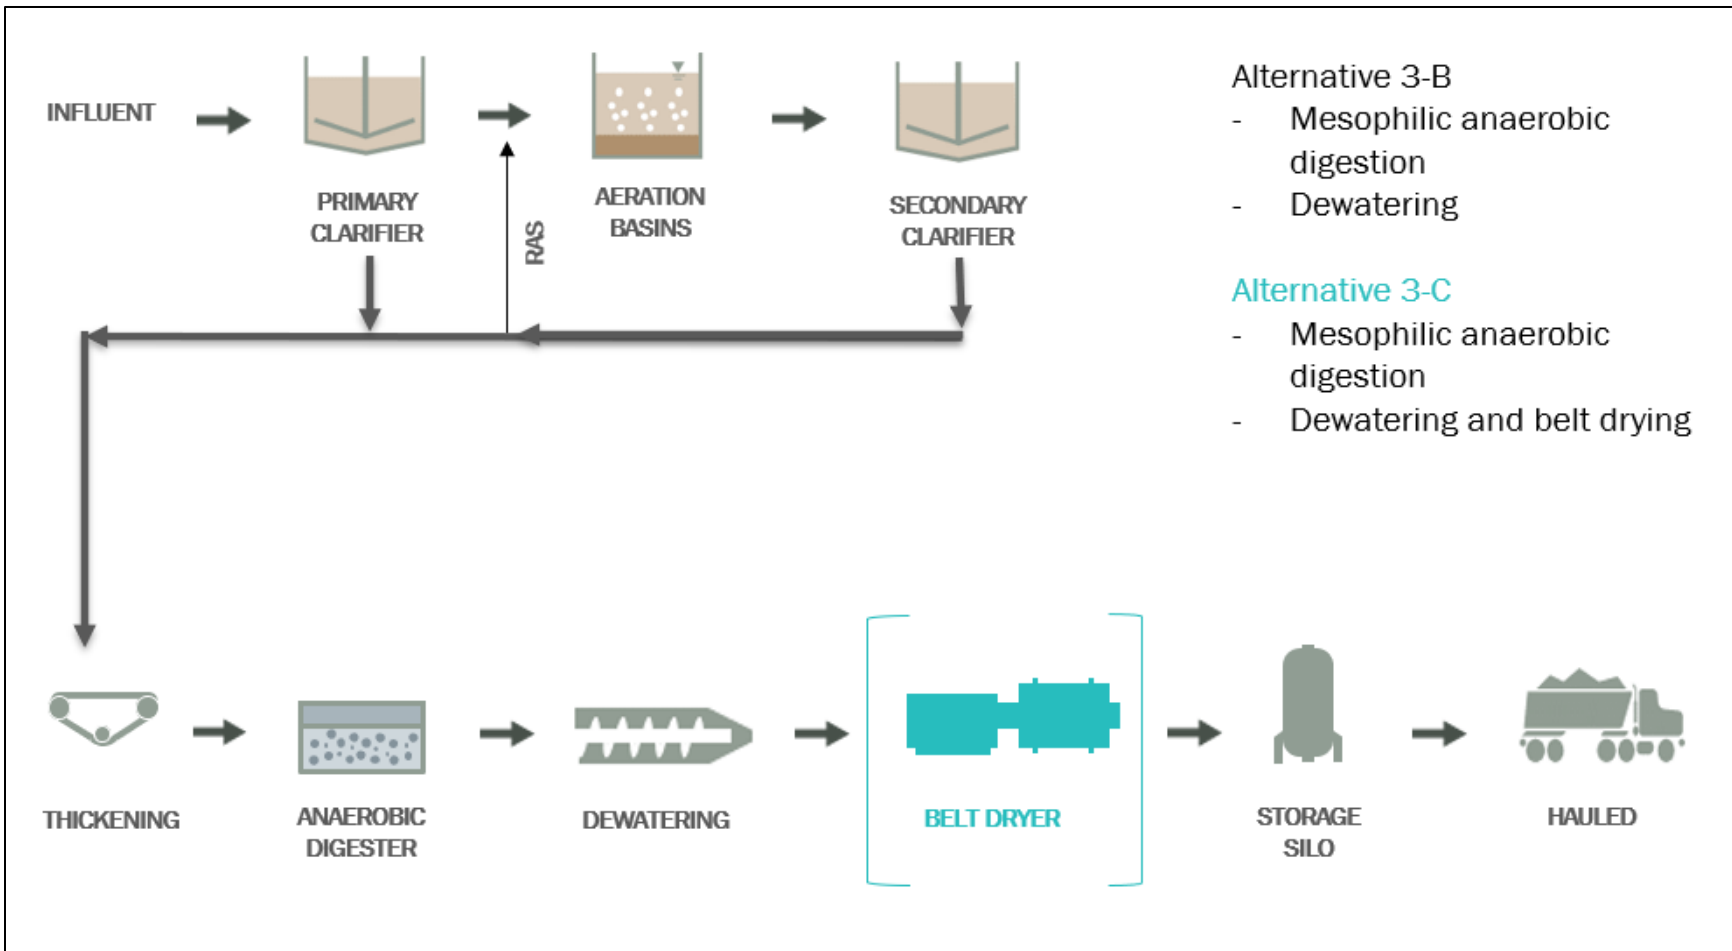 INFLUENT
PRIMARY
CLARIFIER
RAS
AERATION
BASINS
SECONDARY
CLARIFIER
Alternative 3-B
- Mesophilic anaerobic
digestion
- Dewatering
Alternative 3-C
- Mesophilic anaerobic
digestion
- Dewatering and belt drying
THICKENING
ANAEROBIC
DIGESTER
DEWATERING
BELT DRYER
STORAGE
SILO
HAULED